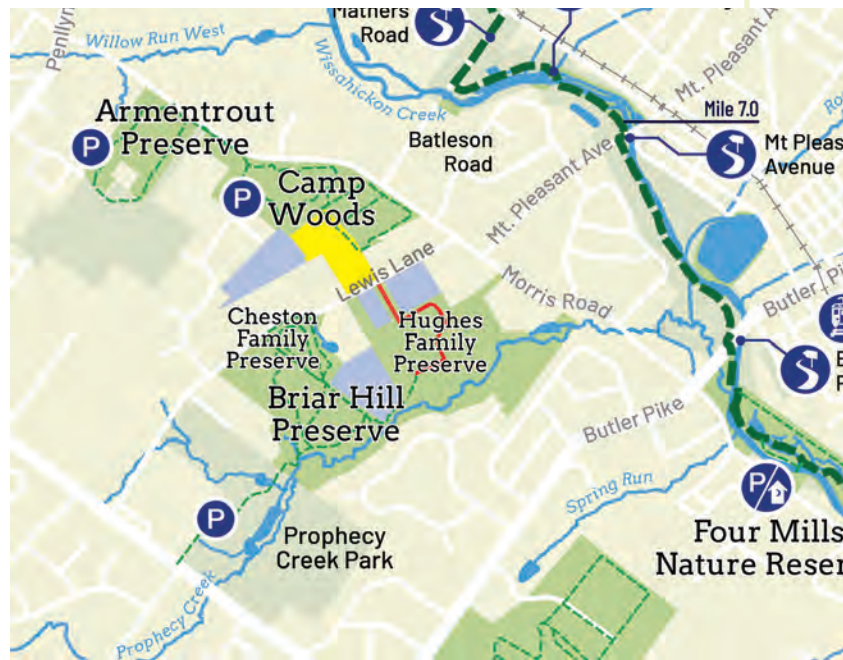 Mathers
Road
Penllyn
Willow Run West
Wissahickon Creek
Mt. Pleasant
Mile 7.0
Armentrout
Preserve
P
Batleson
Road
Mt. Pleasant Ave
Mt Pleas
Avenue
P
Camp
Woods
Lewis Lane
Morris Road
Butler Pi
Cheston
Family
Preserve
Hughes
Family
Preserve
Briar Hill
Preserve
Butler Pike
Spring Run
P
P
Prophecy
Creek Park
Four Mills
Nature Reser
Prophecy Creek